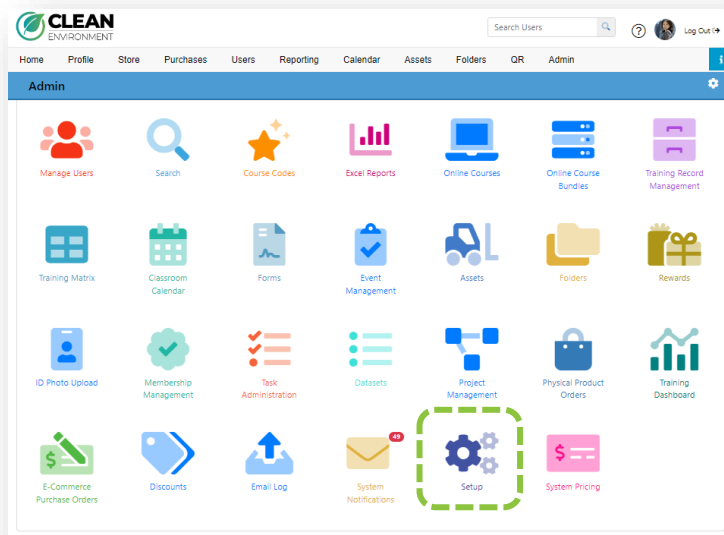 CLEAN
ENVIRONMENT
Search Users
?
Log Out
Home Profile Store Purchases Users Reporting Calendar Assets Folders QR Admin
i
Admin
Manage Users
Search
Course Codes
Excel Reports
Online Courses
Online Course
Bundles
Training Record
Management
Training Matrix
Classroom
Calendar
Forms
Event
Management
Assets
Folders
Rewards
ID Photo Upload
Membership
Management
Task
Administration
Datasets
Project
Management
Physical Product
Orders
Training
Dashboard
$
E-Commerce
Purchase Orders
Discounts
Email Log
49
System
Notifications
Setup
$
System Pricing